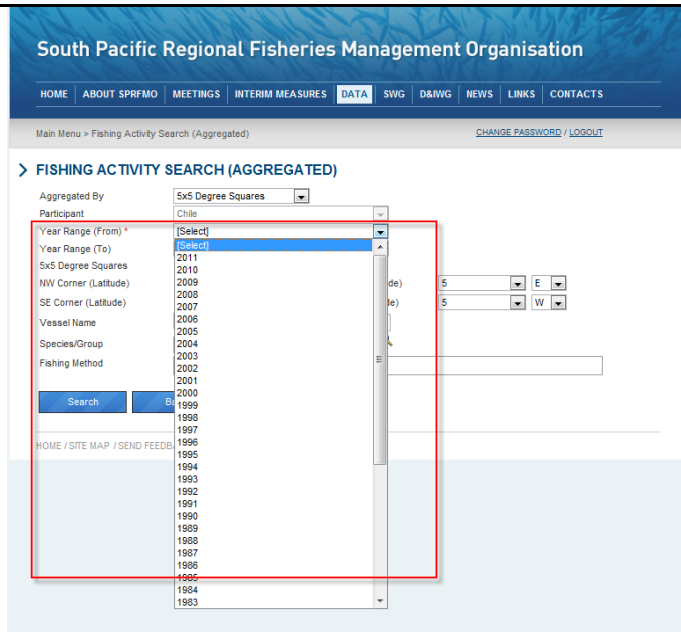 South Pacific Regional Fisheries Management Organisation
HOME ABOUT SPRFMO MEETINGS INTERIM MEASURES DATA SWG D&IWG NEWS LINKS CONTACTS
Main Menu > Fishing Activity Search (Aggregated) CHANGE PASSWORD / LOGOUT
FISHING ACTIVITY SEARCH (AGGREGATED)
Aggregated By 5x5 Degree Squares
Participant Chile
Year Range (From) * [Select]
Year Range (To) [Select]
2011
5x5 Degree Squares 2010
NW Corner (Latitude) 2009 de) 5 E
2008
SE Corner (Latitude) 2007 de) 5 W
Vessel Name 2006
2005
Species/Group 2004
2003
Fishing Method 2002
2001
2000
Search Ba 1999
1998
1997
HOME / SITE MAP / SEND FEEDB 1996
1995
1994
1993
1992
1991
1990
1989
1988
1987
1986
1985
1984
1983